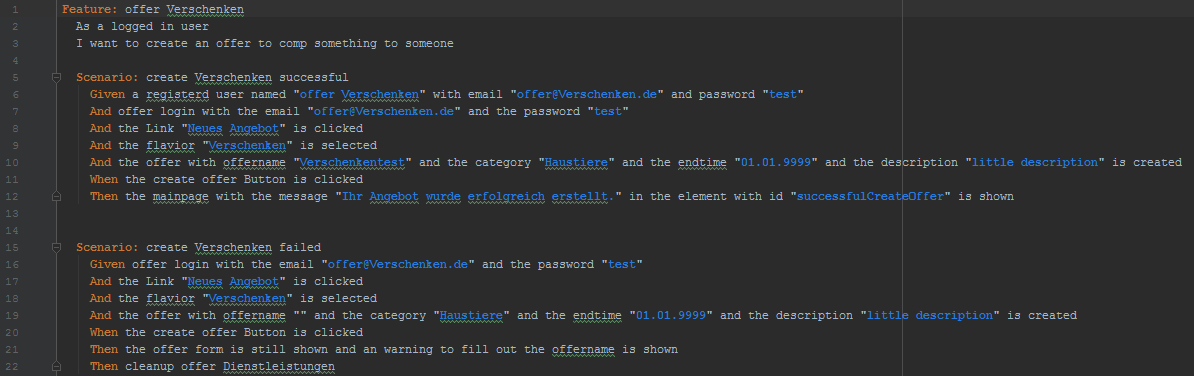 1 Feature: offer Verschenken
2 As a logged in user
3 I want to create an offer to comp something to someone
4
5 Scenario: create Verschenken successful
6 Given a registerd user named "offer Verschenken" with email "offer@Verschenken.de" and password "test"
7 And offer login with the email "offer@Verschenken.de" and the password "test"
8 And the Link "Neues Angebot" is clicked
9 And the flavior "Verschenken" is selected
10 And the offer with offername "Verschenkentest" and the category "Haustiere" and the endtime "01.01.9999" and the description "little description" is created
11 When the create offer Button is clicked
12 Then the mainpage with the message "Ihr Angebot wurde erfolgreich erstellt." in the element with id "successfulCreateOffer" is shown
13
14
15 Scenario: create Verschenken failed
16 Given offer login with the email "offer@Verschenken.de" and the password "test"
17 And the Link "Neues Angebot" is clicked
18 And the flavior "Verschenken" is selected
19 And the offer with offername "" and the category "Haustiere" and the endtime "01.01.9999" and the description "little description" is created
20 When the create offer Button is clicked
21 Then the offer form is still shown and an warning to fill out the offername is shown
22 Then cleanup offer Dienstleistungen